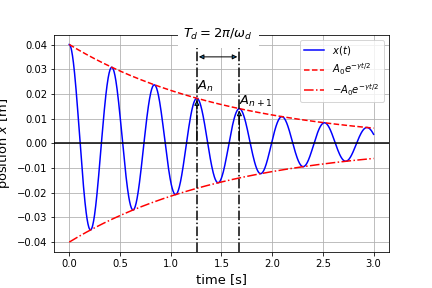 T_d = 2π/ω_d
x(t)
A_0e^{-γt/2}
-A_0e^{-γt/2}
A_n
A_{n+1}
position x [m]
0.04
0.03
0.02
0.01
0.00
−0.01
−0.02
−0.03
−0.04
0.0 0.5 1.0 1.5 2.0 2.5 3.0
time [s]